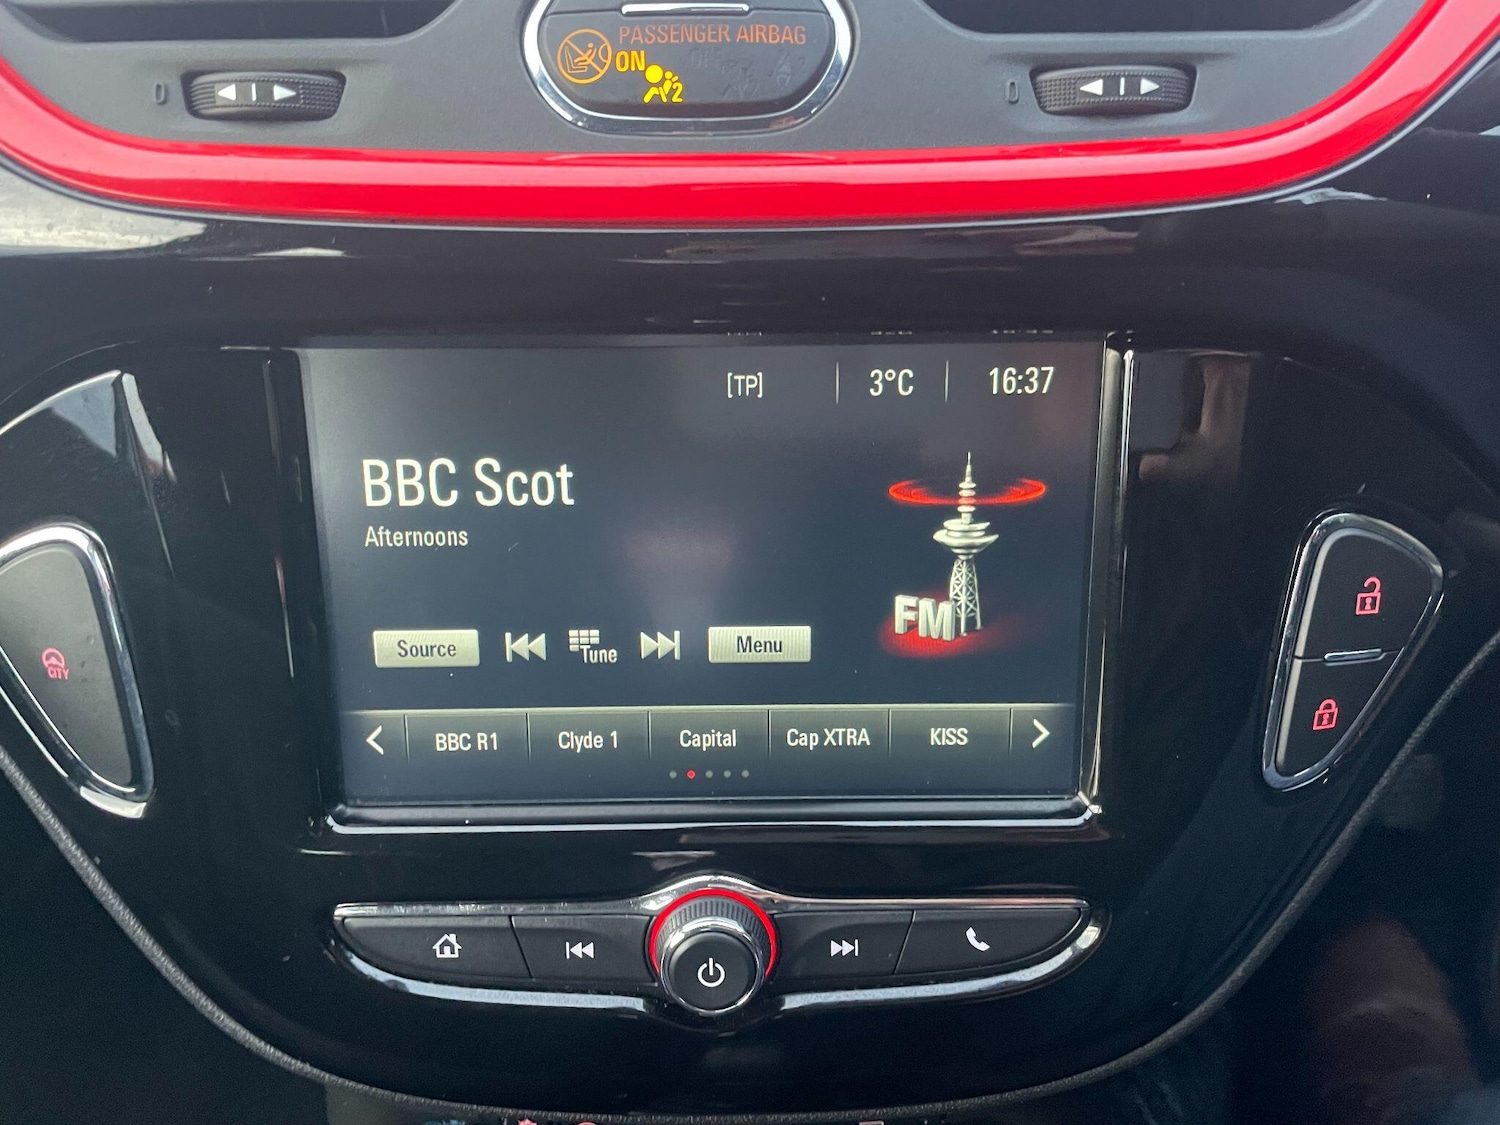 PASSENGER AIRBAG
ON
2
[TP]
3°C
16:37
BBC Scot
Afternoons
FM
Source
Tune
Menu
BBC R1
Clyde 1
Capital
Cap XTRA
KISS
CITY